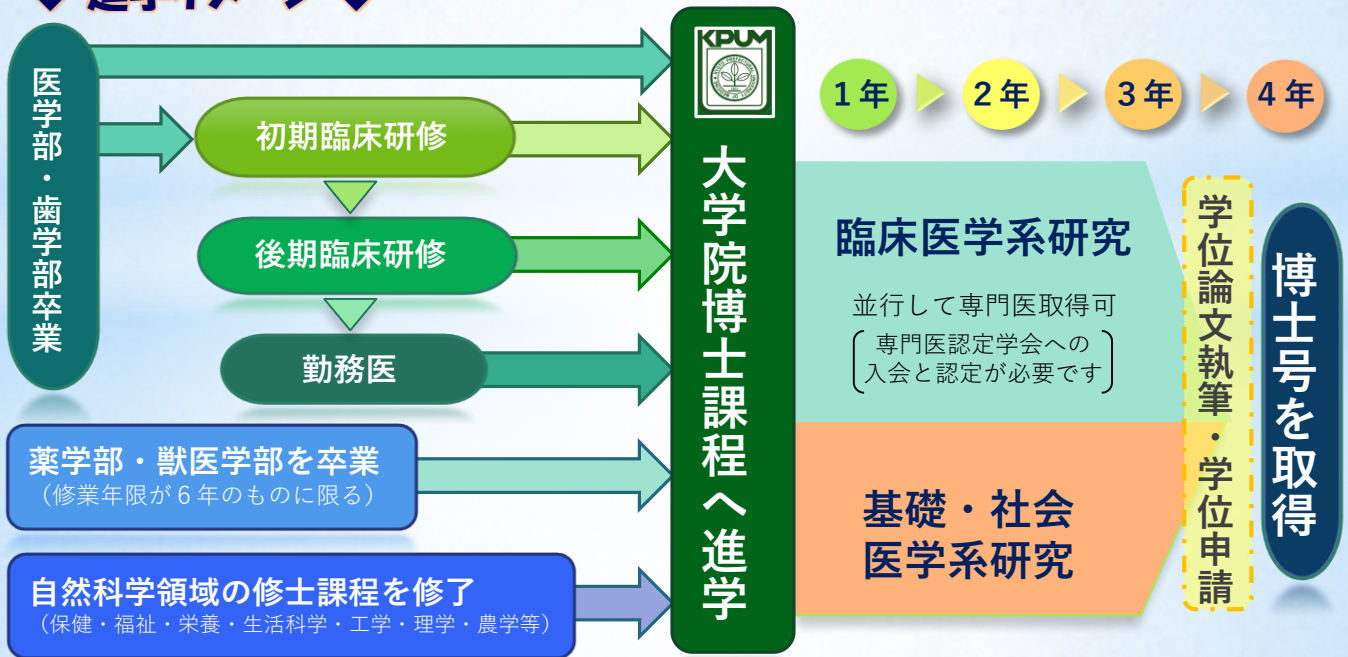 医学部・歯学部卒業
初期臨床研修
後期臨床研修
勤務医
薬学部・獣医学部を卒業
（修業年限が６年のものに限る）
自然科学領域の修士課程を修了
（保健・福祉・栄養・生活科学・工学・理学・農学等）
KPUM
大学院博士課程へ進学
1年
2年
3年
4年
臨床医学系研究
並行して専門医取得可
専門医認定学会への
入会と認定が必要です
基礎・社会
医学系研究
学位論文執筆・学位申請
博士号を取得